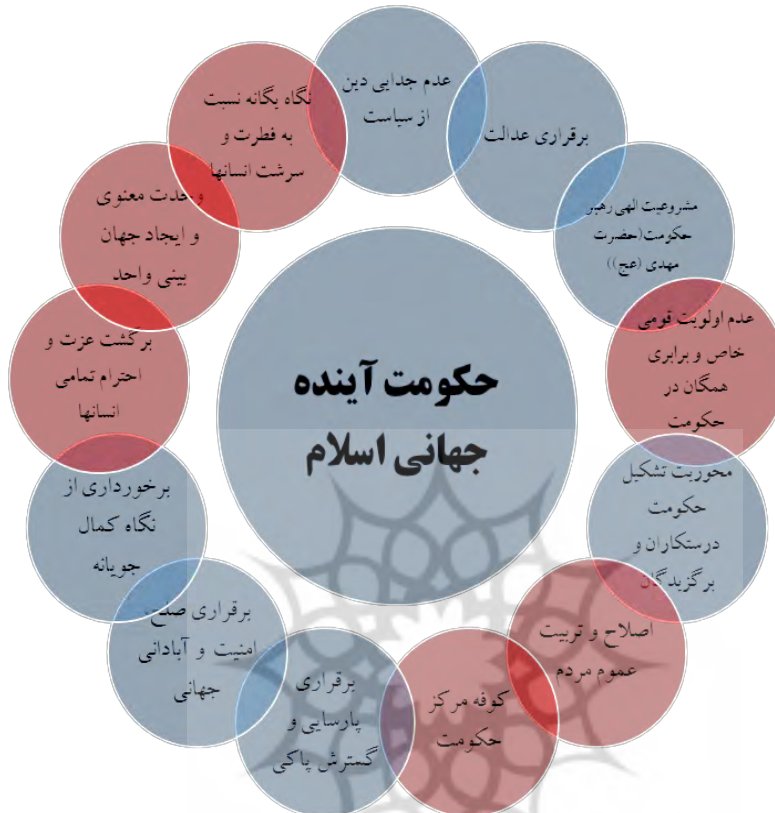 حکومت آینده
جهانی اسلام
عدم جدایی دین
از سیاست
برقراری عدالت
مشروعیت الهی رهبر
حکومت(حضرت
مهدی (عج))
عدم اولویت قومی
خاص و برابری
همگان در
حکومت
محوریت تشکیل
حکومت
درستکاران و
برگزیدگان
اصلاح و تربیت
عموم مردم
کوفه مرکز
حکومت
برقراری
پارسایی و
گسترش پاکی
برقراری صلح،
امنیت و آبادانی
جهانی
برخورداری از
نگاه کمال
جویانه
برگشت عزت و
احترام تمامی
انسانها
وحدت معنوی
و ایجاد جهان
بینی واحد
نگاه یگانه نسبت
به فطرت و
سرشت انسانها